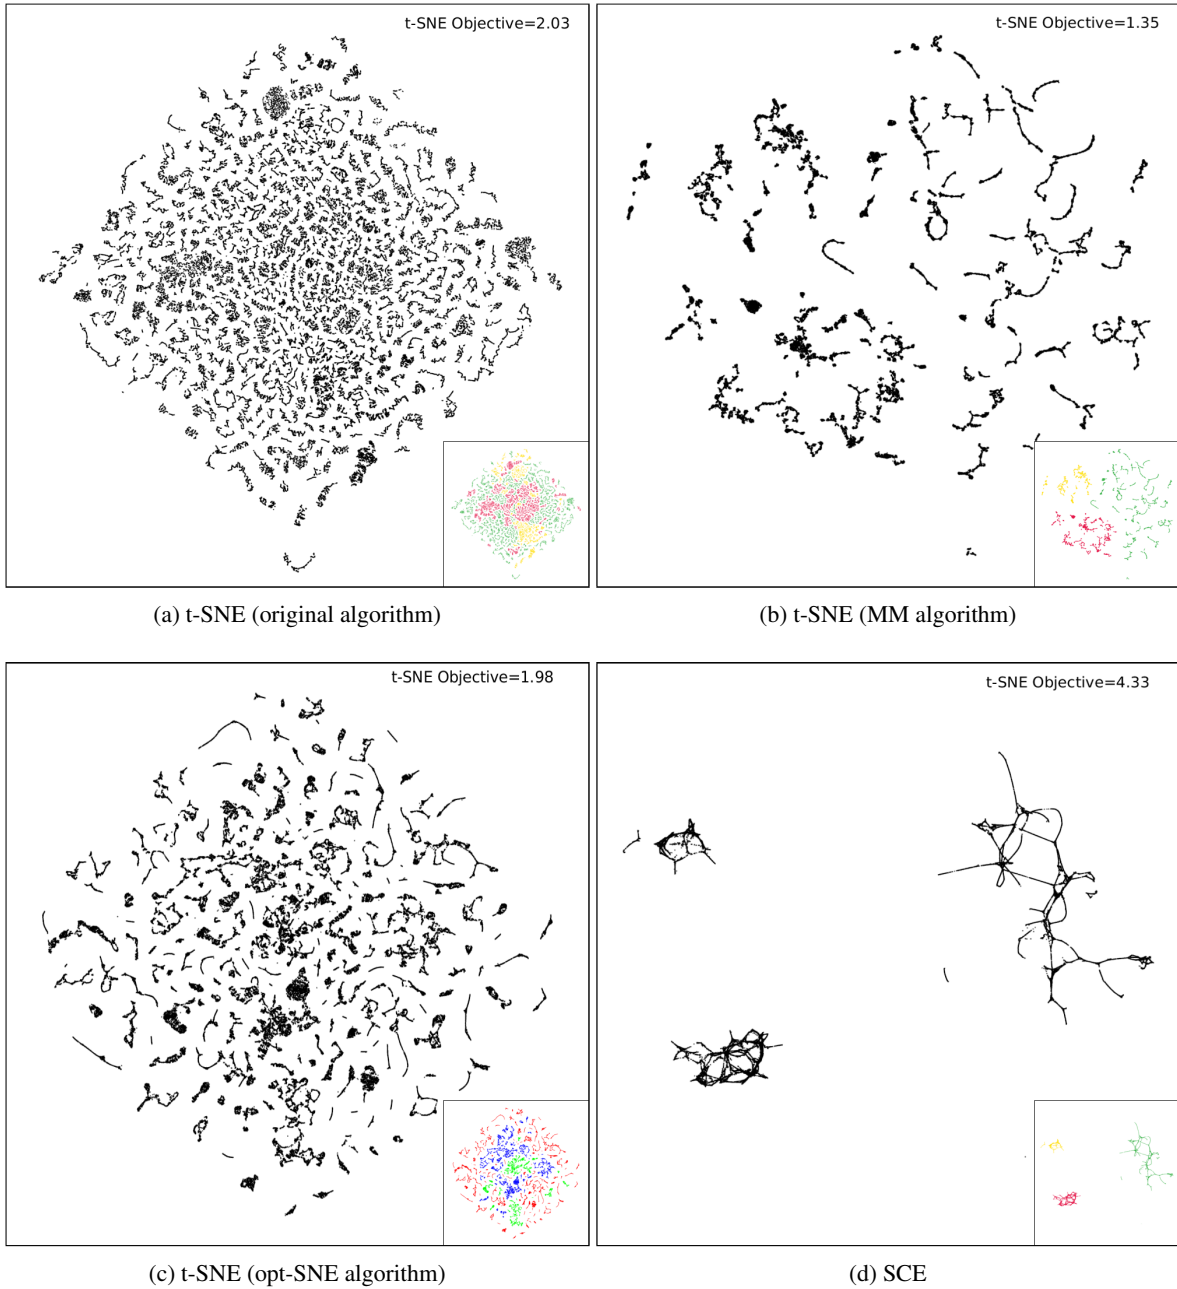 t-SNE Objective=2.03
t-SNE Objective=1.35
(a) t-SNE (original algorithm)
(b) t-SNE (MM algorithm)
t-SNE Objective=1.98
t-SNE Objective=4.33
(c) t-SNE (opt-SNE algorithm)
(d) SCE